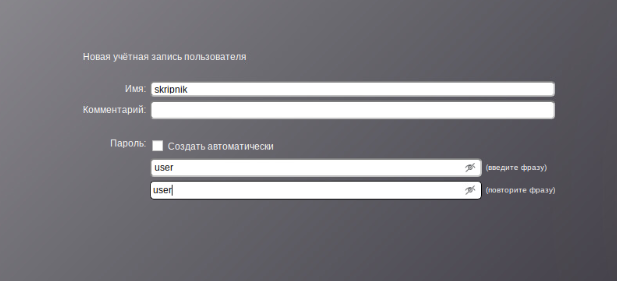 Новая учётная запись пользователя
Имя: skripnik
Комментарий:
Пароль: Создать автоматически
user (введите фразу)
user (повторите фразу)